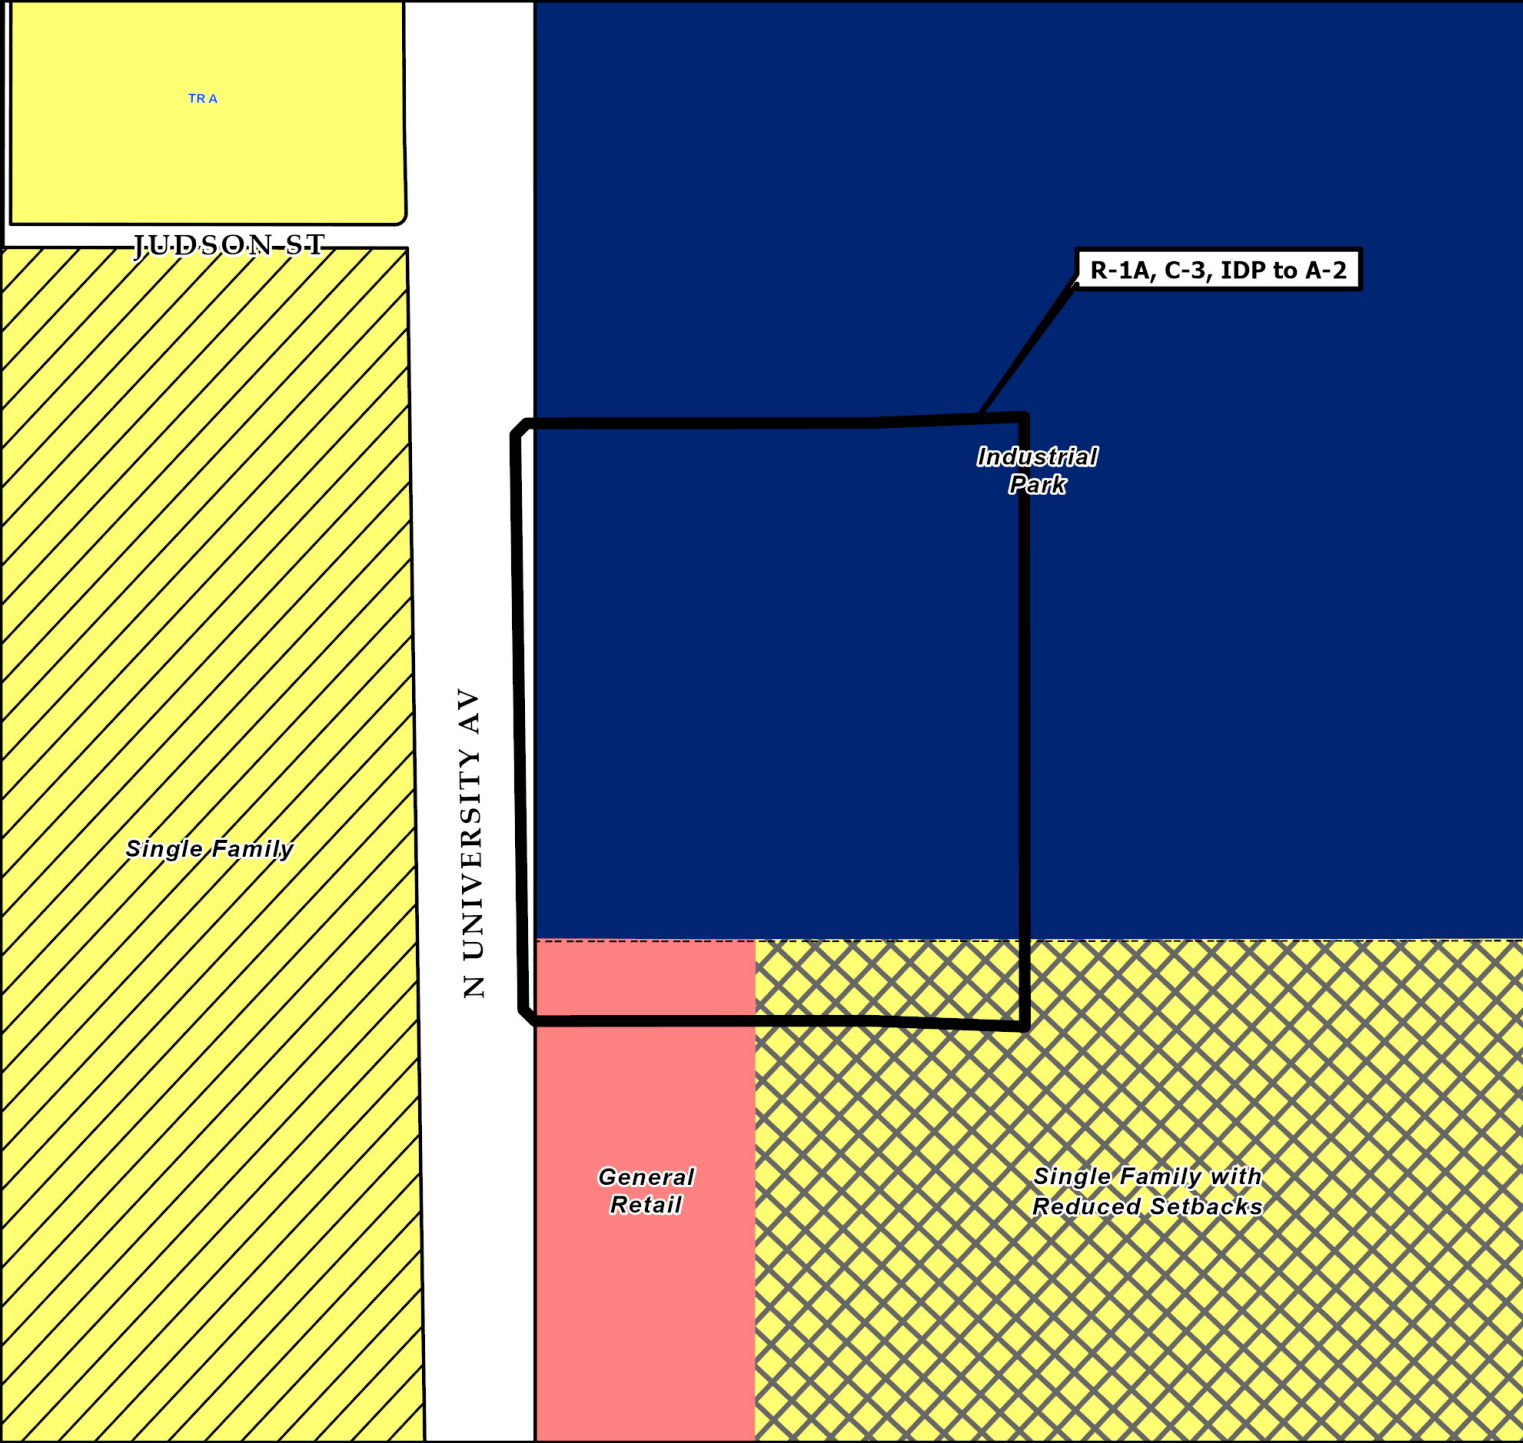 TR A
JUDSON ST
R-1A, C-3, IDP to A-2
Industrial
Park
N UNIVERSITY AV
Single Family
General
Retail
Single Family with
Reduced Setbacks